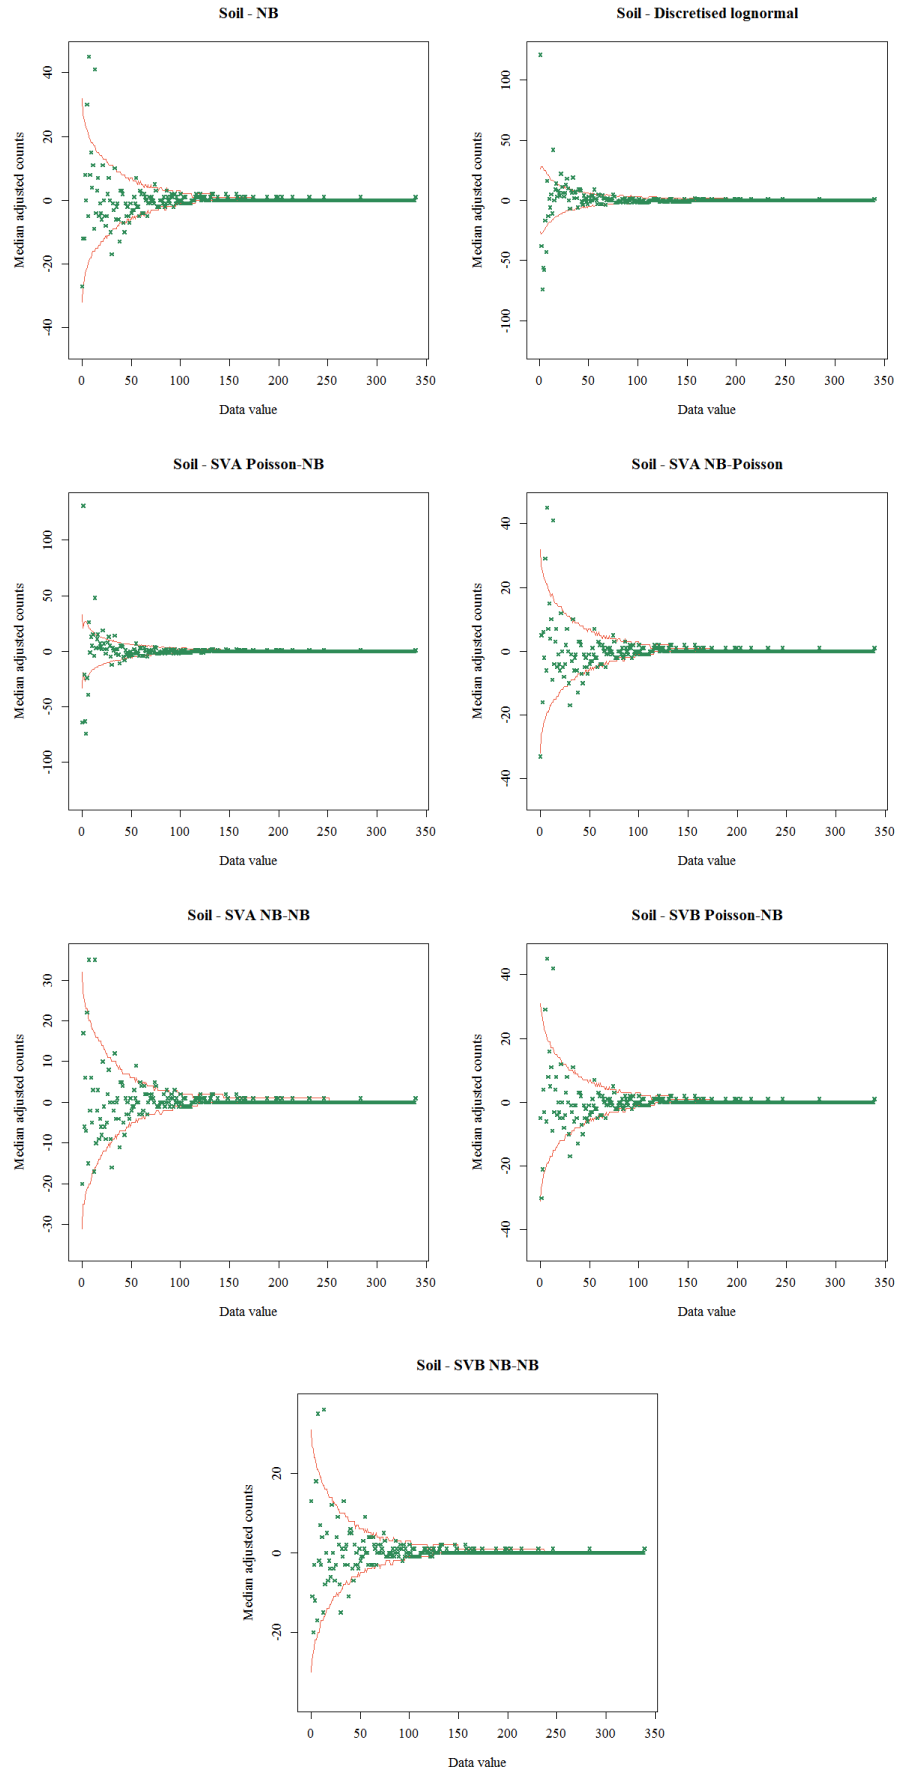 Soil - NB
Median adjusted counts
40
20
0
-20
-40
0 50 100 150 200 250 300 350
Data value
Soil - Discretised lognormal
Median adjusted counts
100
50
0
-50
-100
0 50 100 150 200 250 300 350
Data value
Soil - SVA Poisson-NB
Median adjusted counts
100
50
0
-50
-100
0 50 100 150 200 250 300 350
Data value
Soil - SVA NB-Poisson
Median adjusted counts
40
20
0
-20
-40
0 50 100 150 200 250 300 350
Data value
Soil - SVA NB-NB
Median adjusted counts
30
20
10
0
-10
-20
-30
0 50 100 150 200 250 300 350
Data value
Soil - SVB Poisson-NB
Median adjusted counts
40
20
0
-20
-40
0 50 100 150 200 250 300 350
Data value
Soil - SVB NB-NB
Median adjusted counts
20
0
-20
0 50 100 150 200 250 300 350
Data value